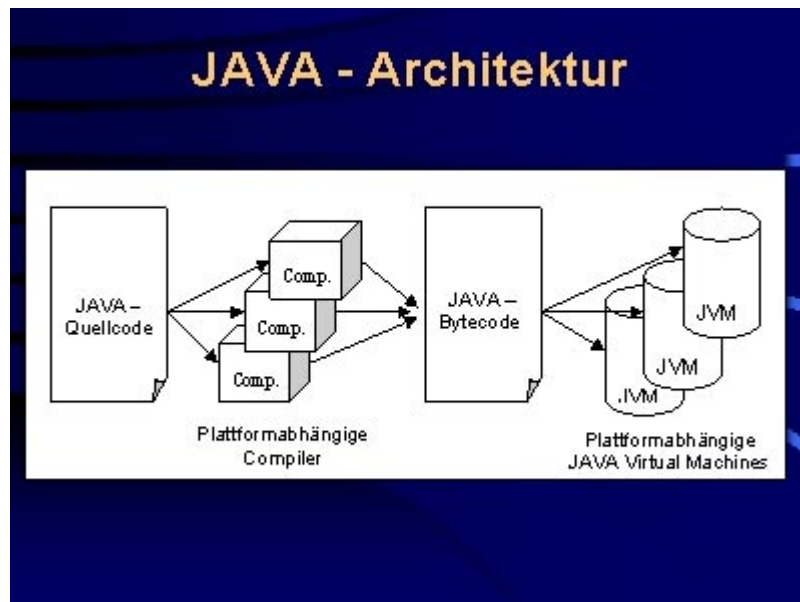 JAVA - Architektur
JAVA –
Quellcode
Comp.
Comp.
Comp.
Plattformabhängige
Compiler
JAVA –
Bytecode
JVM
JVM
JVM
Plattformabhängige
JAVA Virtual Machines